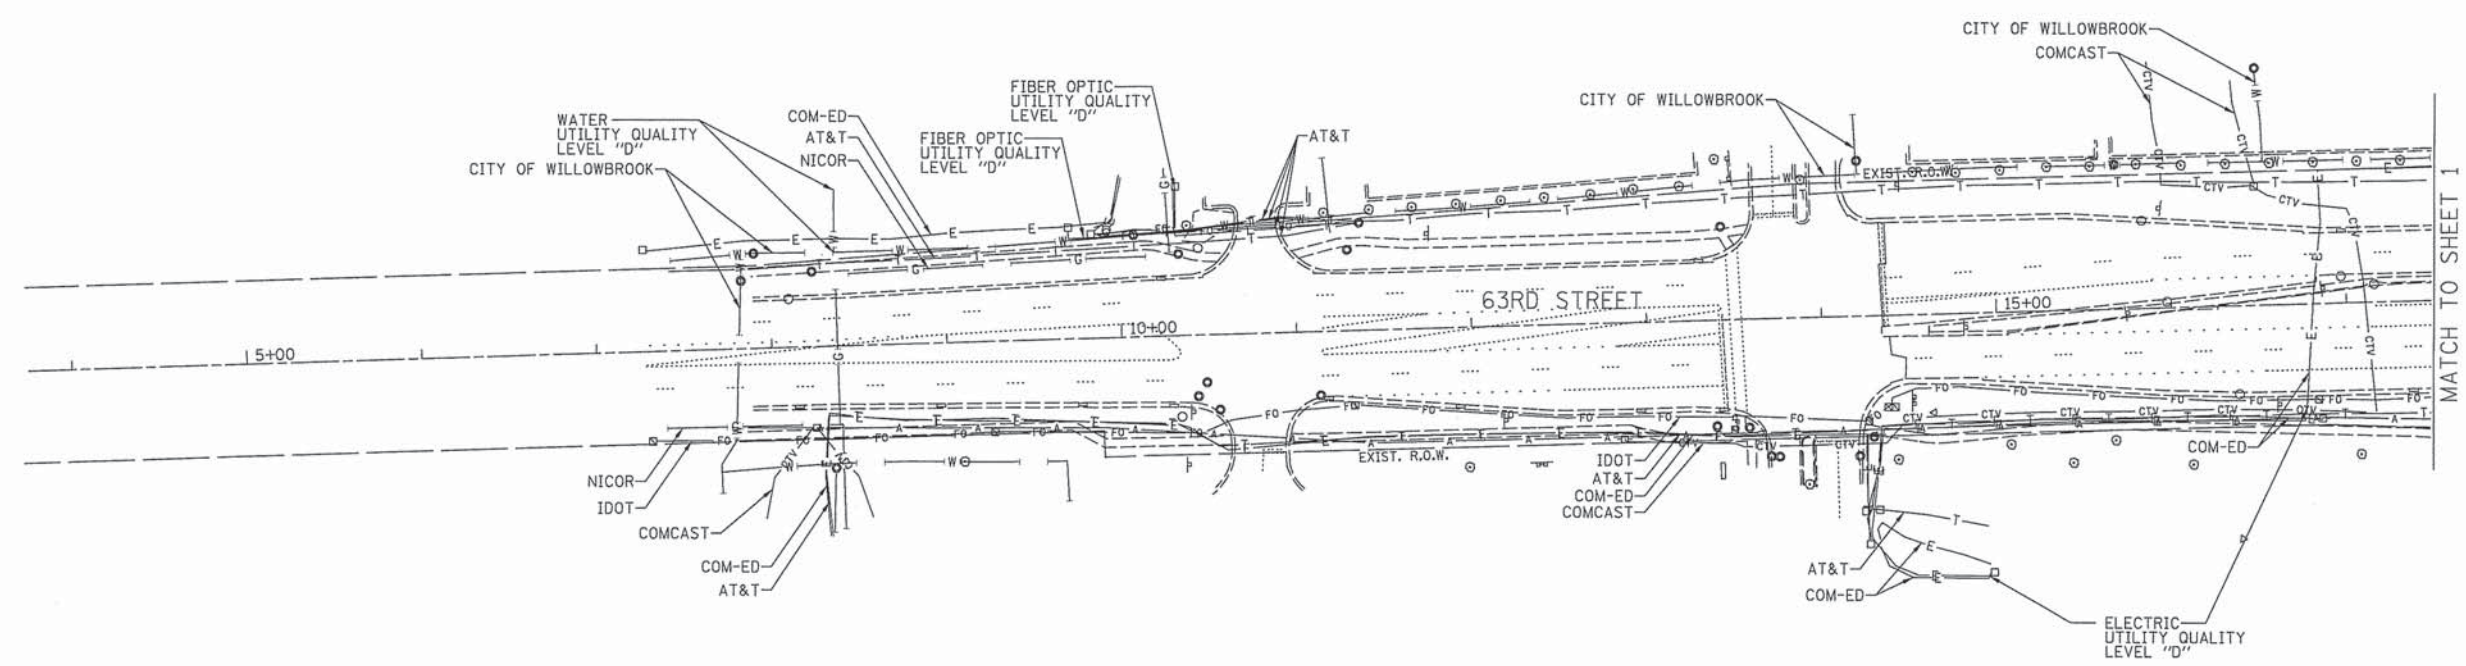 CITY OF WILLOWBROOK
COMCAST
FIBER OPTIC
UTILITY QUALITY
LEVEL "D"
CITY OF WILLOWBROOK
WATER
UTILITY QUALITY
LEVEL "D"
COM-ED
AT&T
NICOR
FIBER OPTIC
UTILITY QUALITY
LEVEL "D"
AT&T
CITY OF WILLOWBROOK
EXIST. R.O.W.
63RD STREET
5+00
10+00
15+00
MATCH TO SHEET 1
EXIST. R.O.W.
NICOR
IDOT
COMCAST
COM-ED
AT&T
IDOT
AT&T
COM-ED
COMCAST
COM-ED
AT&T
COM-ED
ELECTRIC
UTILITY QUALITY
LEVEL "D"